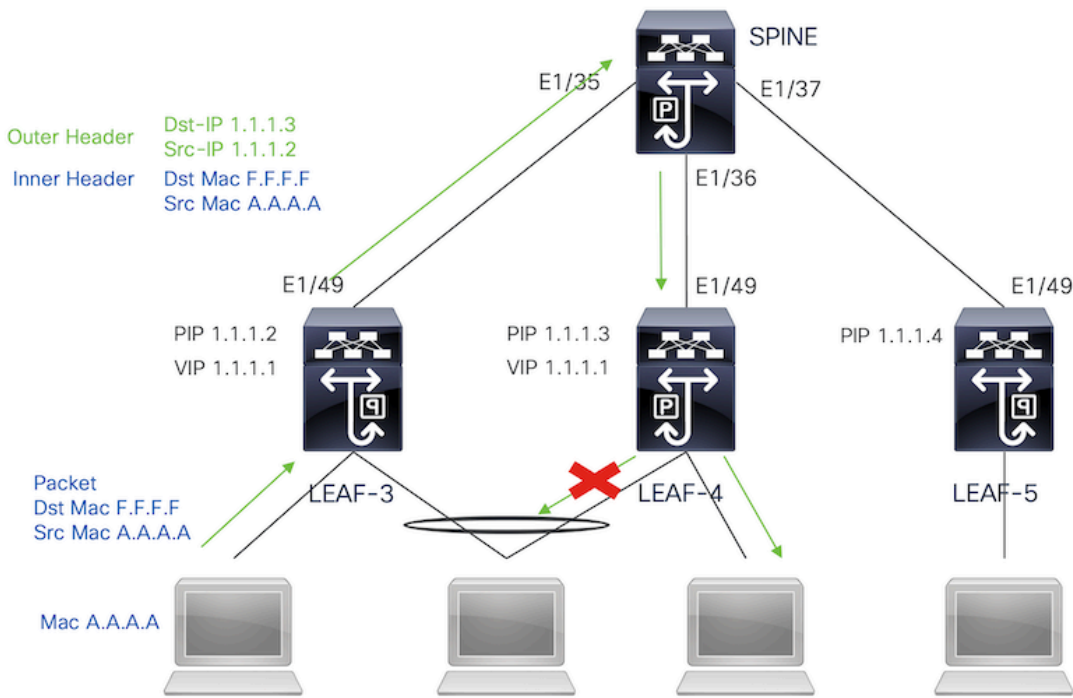 SPINE
E1/35
E1/37
Outer Header
Dst-IP 1.1.1.3
Src-IP 1.1.1.2
Inner Header
Dst Mac F.F.F.F
Src Mac A.A.A.A
E1/36
E1/49
E1/49
E1/49
PIP 1.1.1.2
VIP 1.1.1.1
PIP 1.1.1.3
VIP 1.1.1.1
PIP 1.1.1.4
P
P
P
P
LEAF-3
LEAF-4
LEAF-5
Packet
Dst Mac F.F.F.F
Src Mac A.A.A.A
Mac A.A.A.A